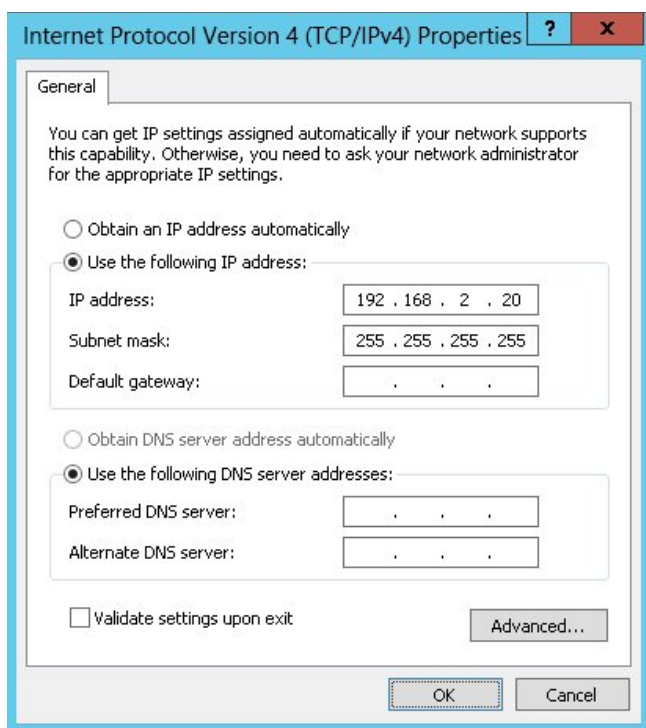 Internet Protocol Version 4 (TCP/IPv4) Properties ? x
General
You can get IP settings assigned automatically if your network supports
this capability. Otherwise, you need to ask your network administrator
for the appropriate IP settings.
Obtain an IP address automatically
Use the following IP address:
IP address: 192 . 168 . 2 . 20
Subnet mask: 255 . 255 . 255 . 255
Default gateway: . . .
Obtain DNS server address automatically
Use the following DNS server addresses:
Preferred DNS server: . . .
Alternate DNS server: . . .
Validate settings upon exit
Advanced...
OK Cancel